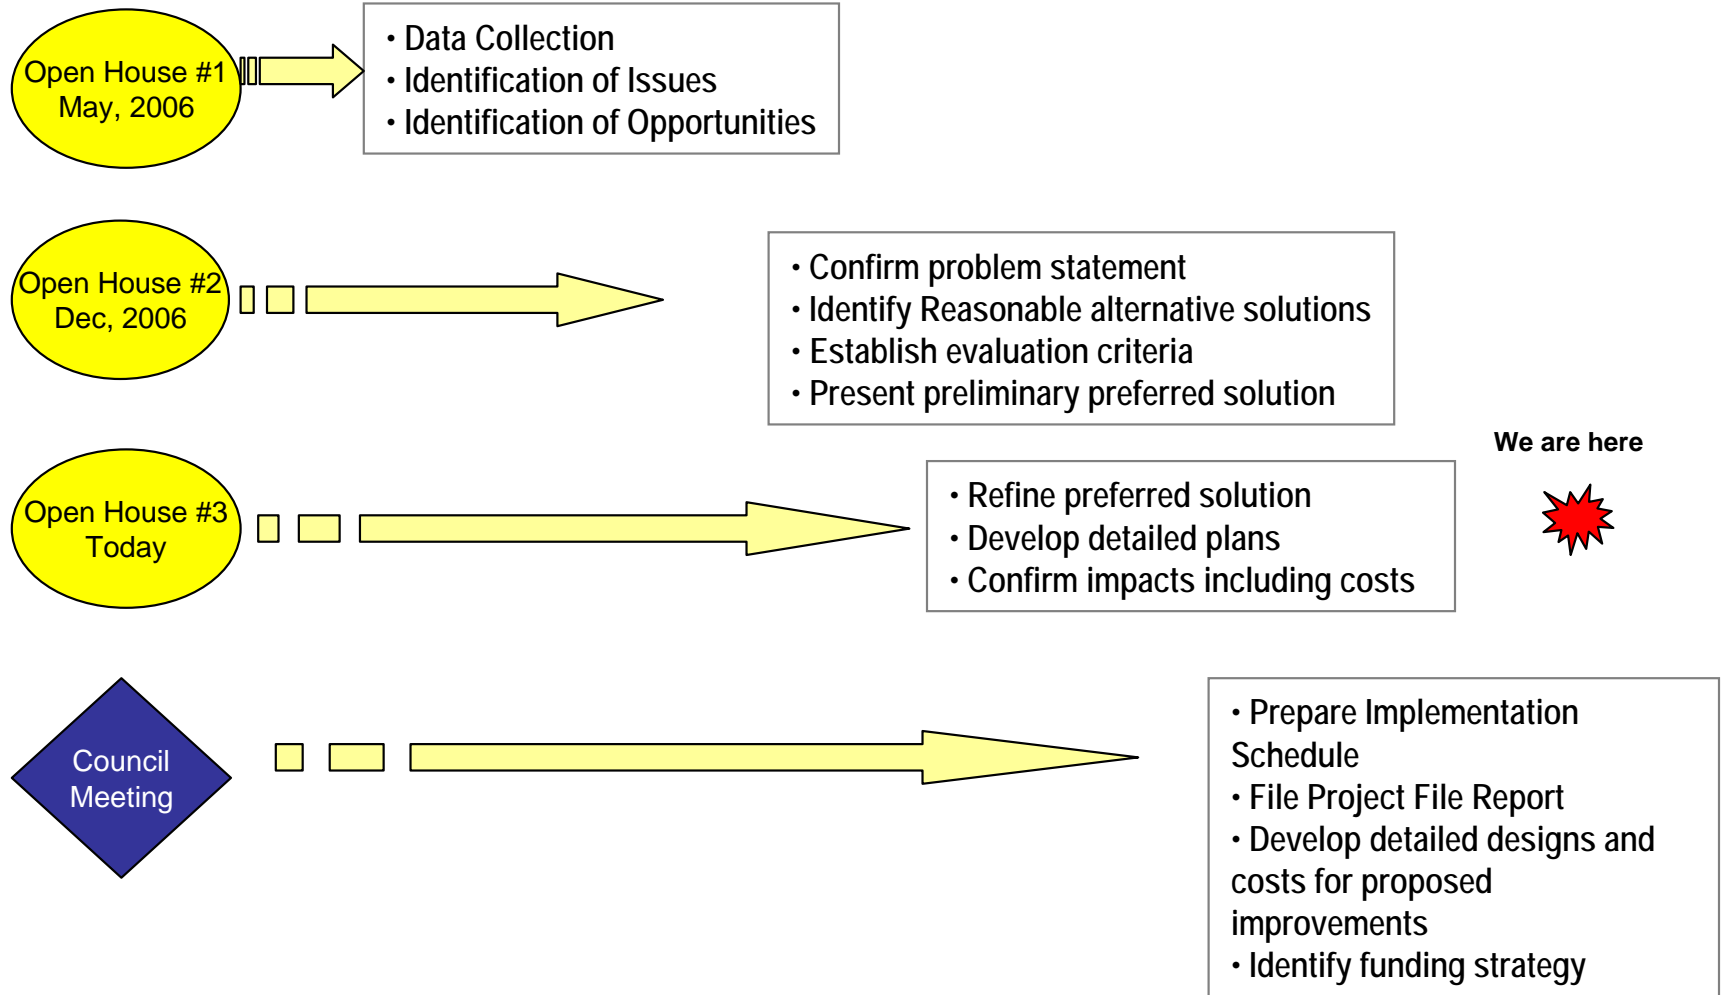 Open House #1
May, 2006
• Data Collection
• Identification of Issues
• Identification of Opportunities
Open House #2
Dec, 2006
• Confirm problem statement
• Identify Reasonable alternative solutions
• Establish evaluation criteria
• Present preliminary preferred solution
We are here
Open House #3
Today
• Refine preferred solution
• Develop detailed plans
• Confirm impacts including costs
Council
Meeting
• Prepare Implementation
Schedule
• File Project File Report
• Develop detailed designs and
costs for proposed
improvements
• Identify funding strategy